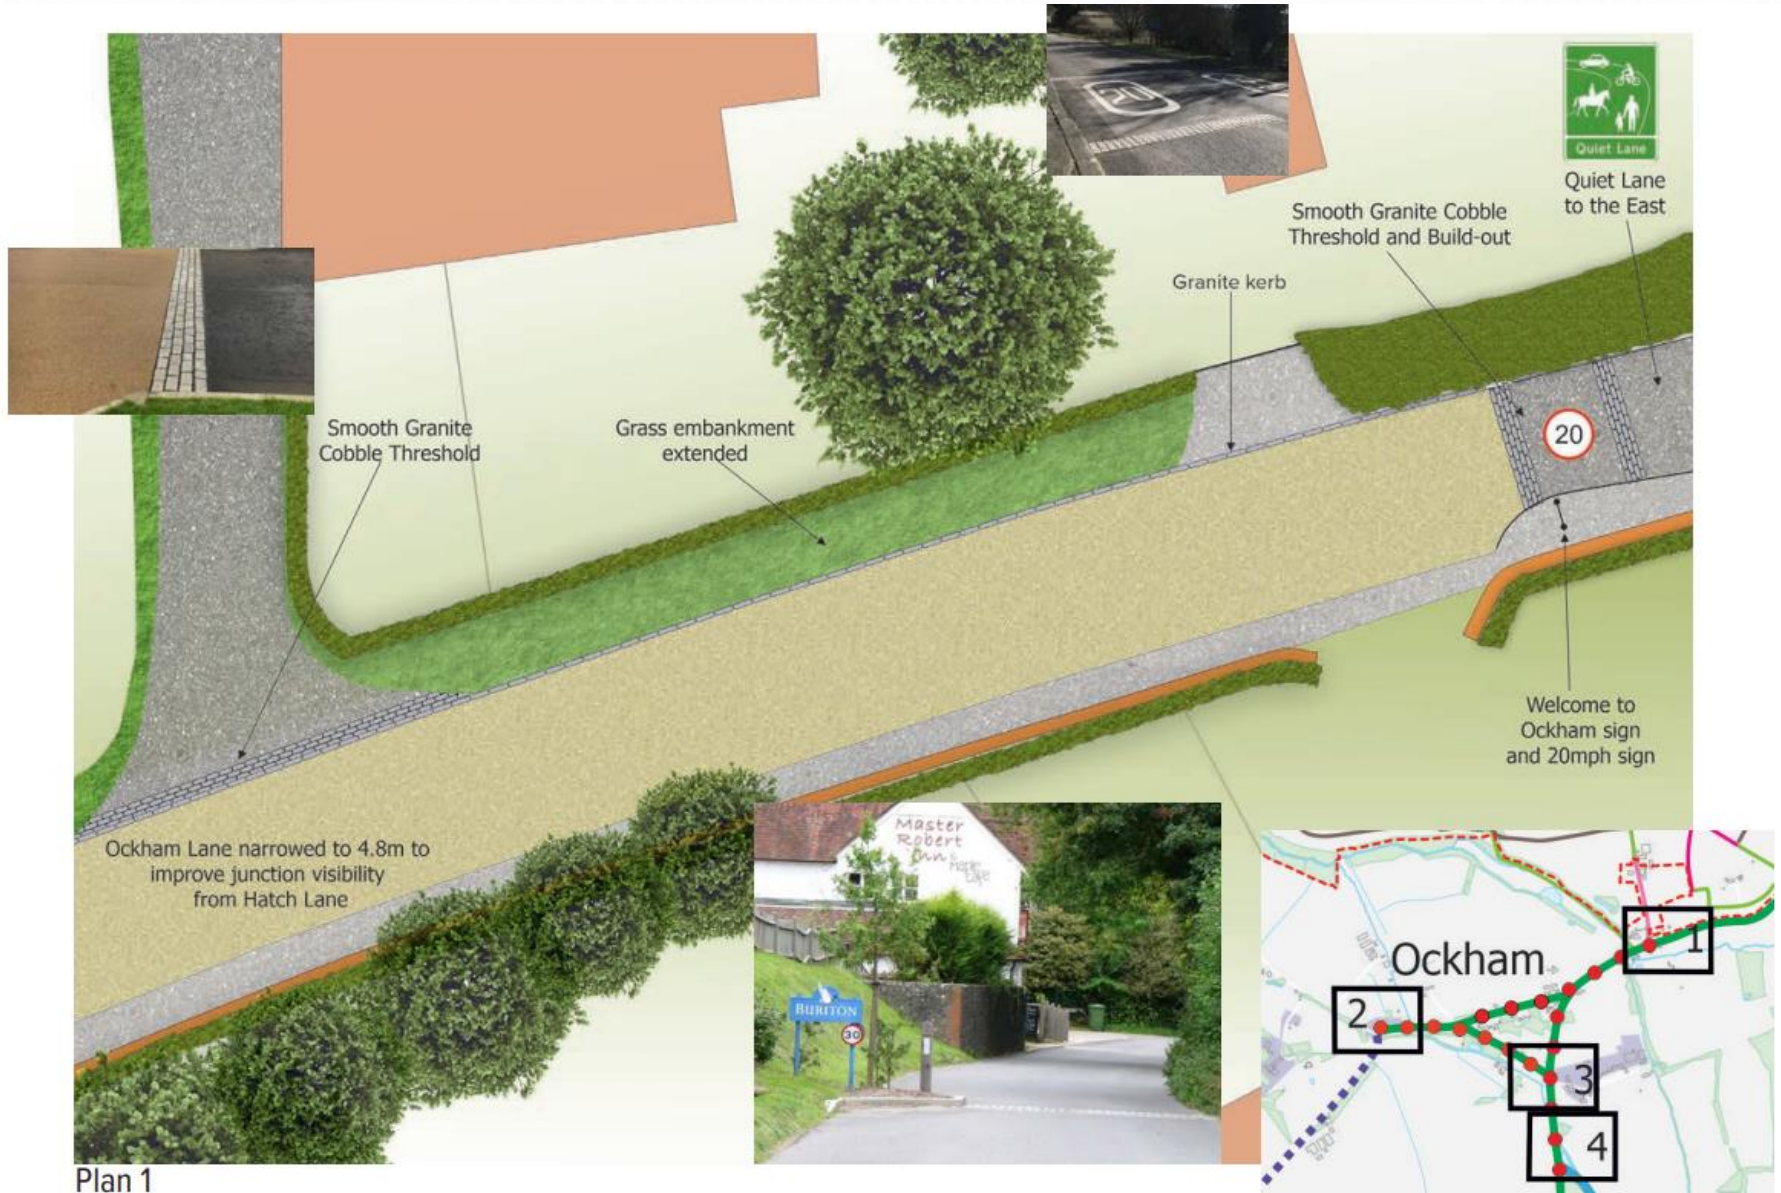 20
Quiet Lane
Quiet Lane
to the East
Smooth Granite Cobble
Threshold and Build-out
Granite kerb
20
Smooth Granite
Cobble Threshold
Grass embankment
extended
Welcome to
Ockham sign
and 20mph sign
Ockham Lane narrowed to 4.8m to
improve junction visibility
from Hatch Lane
Master
Robert
Inn
BURITON
30
Ockham
1
2
3
4
Plan 1